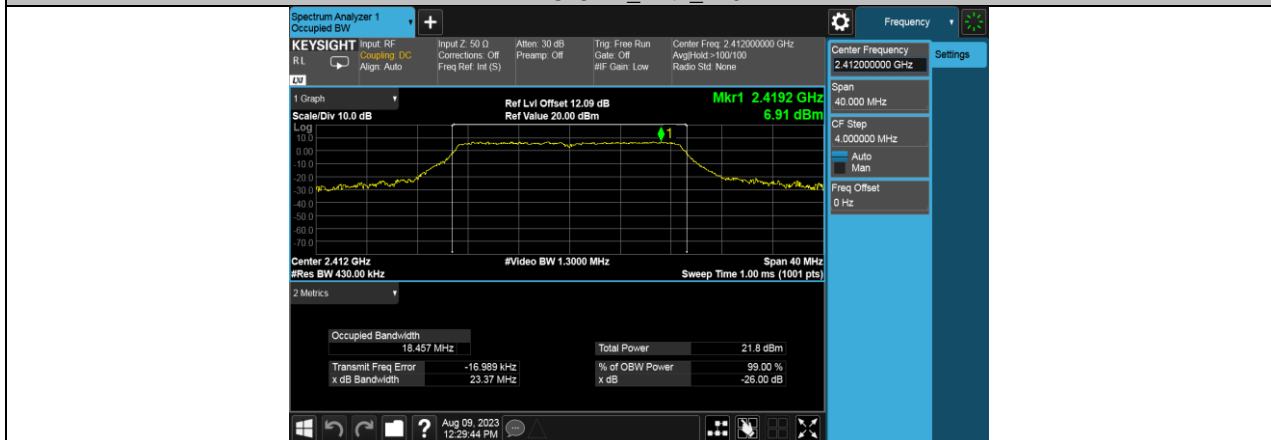 Spectrum Analyzer 1
Occupied BW
+
Frequency
KEYSIGHT
RL
LXI
Input: RF
Coupling: DC
Align: Auto
Input Z: 50 Ω
Corrections: Off
Freq Ref: Int (S)
Atten: 30 dB
Preamp: Off
Trig: Free Run
Gate: Off
#IF Gain: Low
Center Freq: 2.412000000 GHz
Avg|Hold:>100/100
Radio Std: None
Center Frequency
2.412000000 GHz
Settings
Span
40.000 MHz
CF Step
4.000000 MHz
Auto
Man
Freq Offset
0 Hz
1 Graph
Scale/Div 10.0 dB
Ref Lvl Offset 12.09 dB
Ref Value 20.00 dBm
Mkr1 2.4192 GHz
6.91 dBm
Log
10.0
0.00
-10.0
-20.0
-30.0
-40.0
-50.0
-60.0
-70.0
1
Center 2.412 GHz
#Video BW 1.3000 MHz
Span 40 MHz
#Res BW 430.00 kHz
Sweep Time 1.00 ms (1001 pts)
2 Metrics
Occupied Bandwidth
18.457 MHz
Total Power 21.8 dBm
Transmit Freq Error -16.989 kHz
% of OBW Power 99.00 %
x dB Bandwidth 23.37 MHz
x dB -26.00 dB
?
Aug 09, 2023
12:29:44 PM